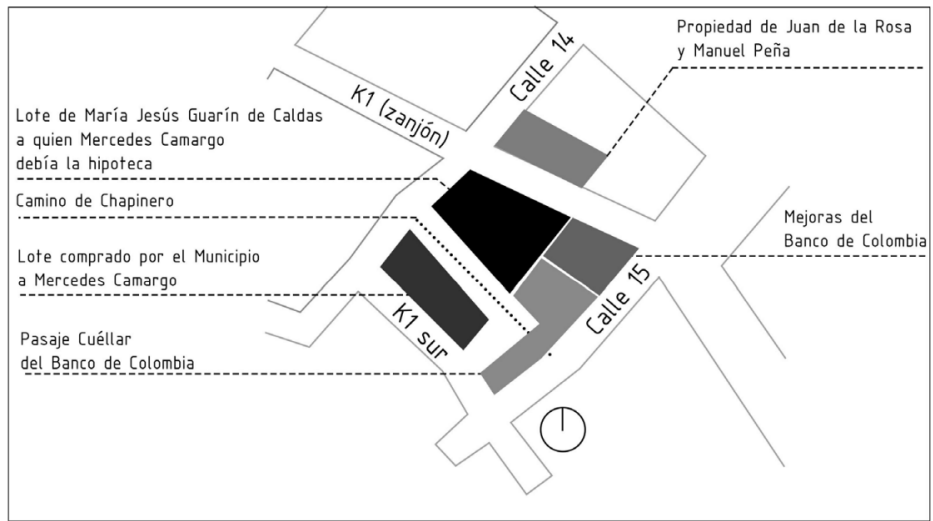 Propiedad de Juan de la Rosa
y Manuel Peña
Calle 14
K1 (zanjón)
Lote de María Jesús Guarín de Caldas
a quien Mercedes Camargo
debía la hipoteca
Camino de Chapinero
Mejoras del
Banco de Colombia
Lote comprado por el Municipio
a Mercedes Camargo
Calle 15
K1 sur
Pasaje Cuéllar
del Banco de Colombia